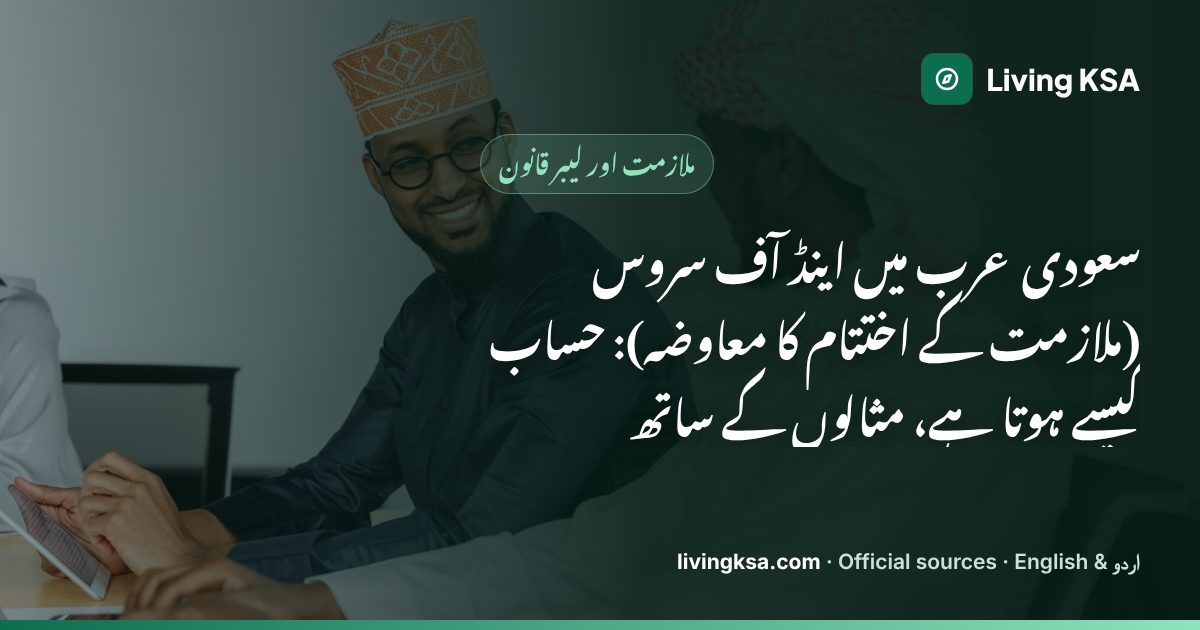 Living KSA
ملازمت اور لیبر قانون
سعودی عرب میں اینڈ آف سروس
(ملازمت کے اختتام کا معاوضہ): حساب
کیسے ہوتا ہے، مثالوں کے ساتھ
livingksa.com · Official sources · English & اردو